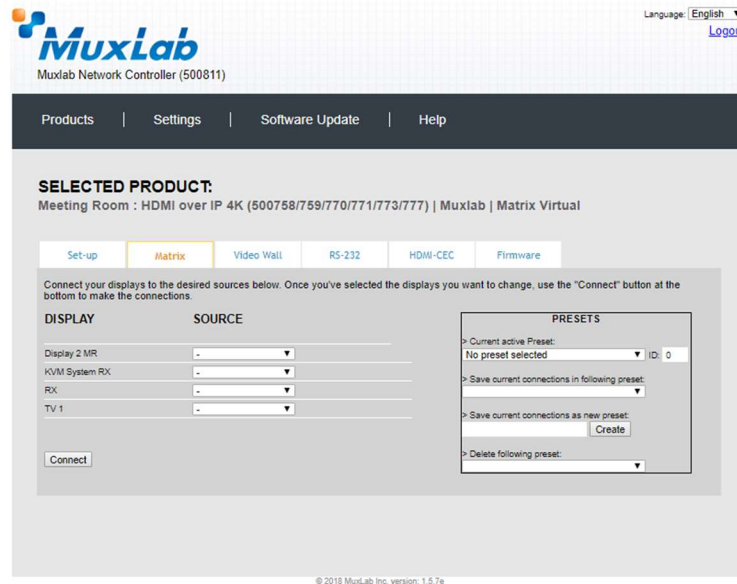 Language: English
MuxLab
Muxlab Network Controller (500811)
Products | Settings | Software Update | Help
SELECTED PRODUCT:
Meeting Room : HDMI over IP 4K (500758/759/770/771/773/777) | Muxlab | Matrix Virtual
Set-up Matrix Video Wall RS-232 HDMI-CEC Firmware
Connect your displays to the desired sources below. Once you've selected the displays you want to change, use the "Connect" button at the
bottom to make the connections.
DISPLAY SOURCE
Display 2 MR -
KVM System RX -
RX -
TV 1 -
Connect
PRESETS
> Current active Preset:
No preset selected ID: 0
> Save current connections in following preset:
> Save current connections as new preset:
Create
> Delete following preset:
© 2018 MuxLab Inc. version: 1.5.7e